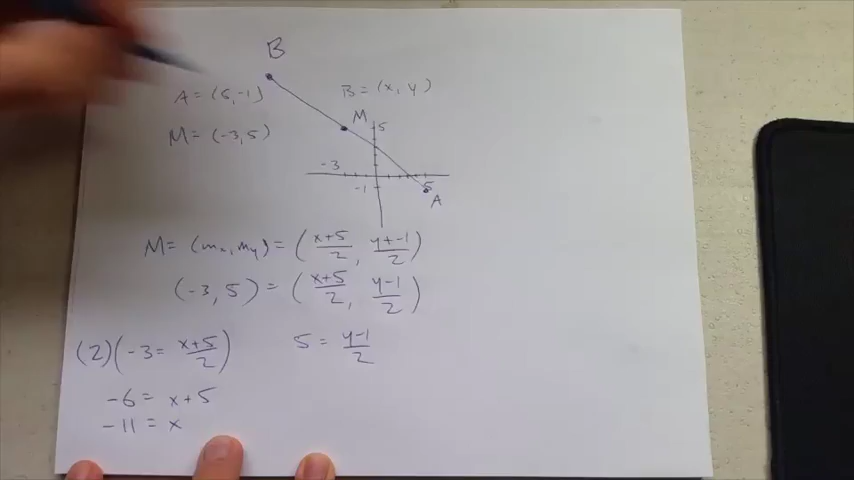 B
A = (5,-1)
B = (x, y)
M = (-3,5)
M
5
-3
-1
5
A
M = (mₓ, m_y) = (x+5/2, y+-1/2)
(-3, 5) = (x+5/2, y-1/2)
(2)(-3 = x+5/2)
5 = y-1/2
-6 = x+5
-11 = x